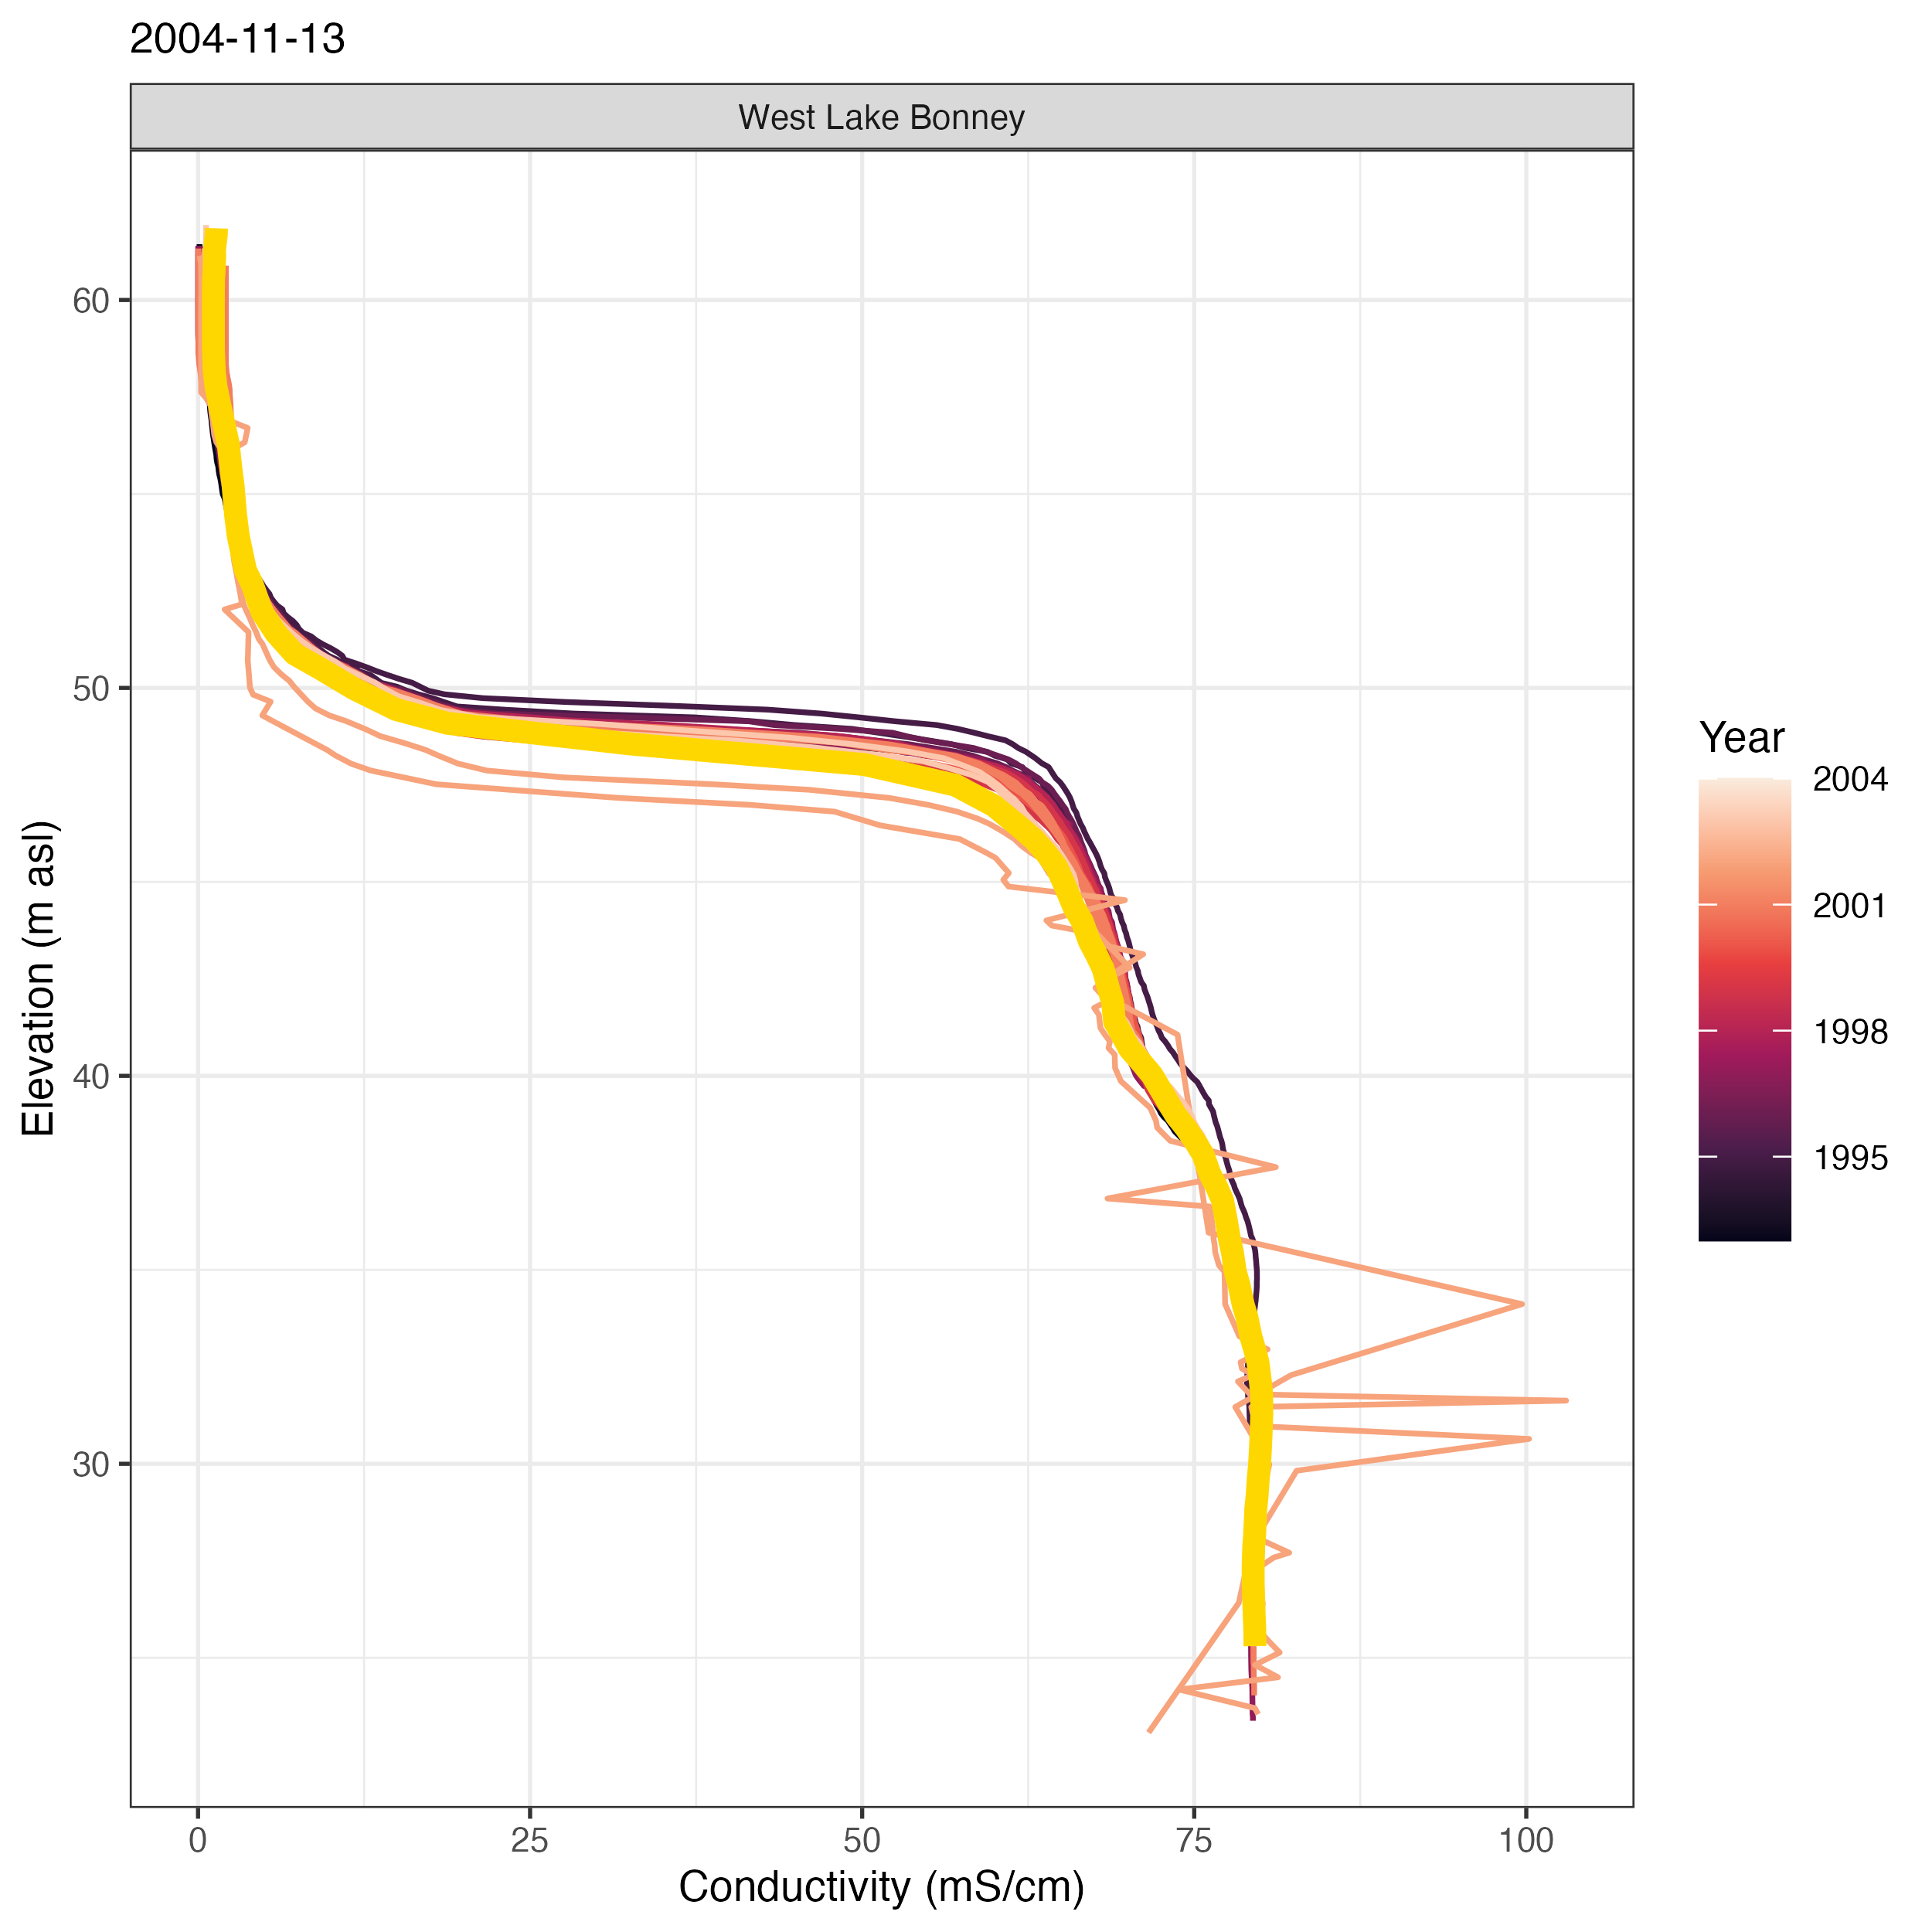 2004-11-13
West Lake Bonney
Elevation (m asl)
60
50
40
30
0 25 50 75 100
Conductivity (mS/cm)
Year
2004
2001
1998
1995